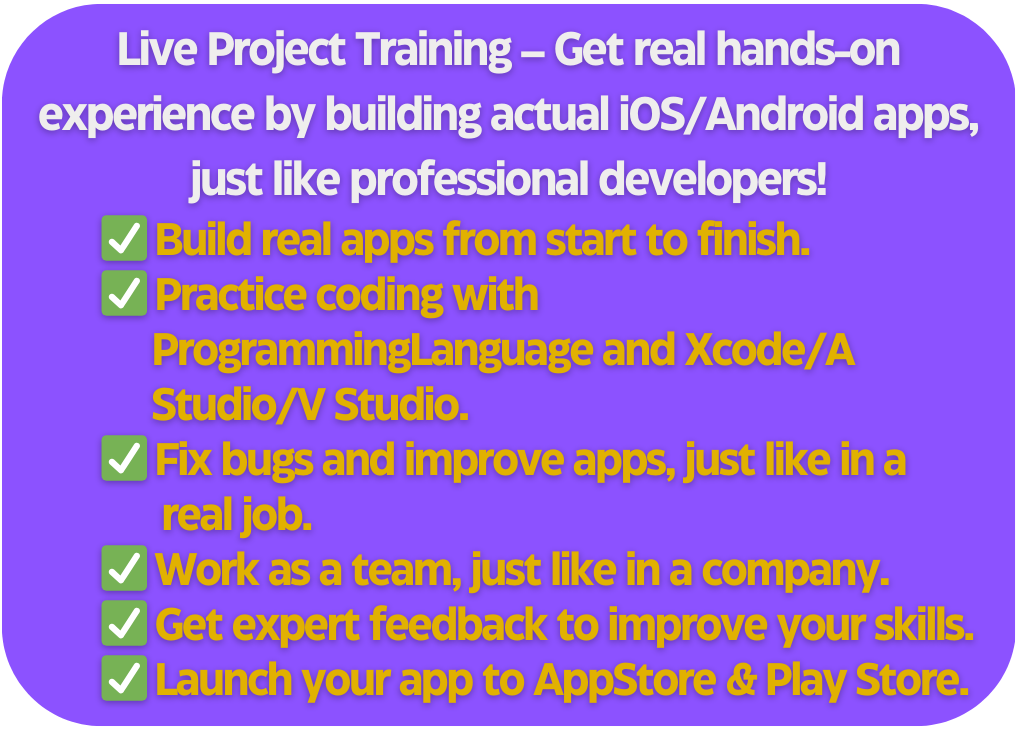 Live Project Training – Get real hands-on
experience by building actual iOS/Android apps,
just like professional developers!
✅ Build real apps from start to finish.
✅ Practice coding with
ProgrammingLanguage and Xcode/A
Studio/V Studio.
✅ Fix bugs and improve apps, just like in a
real job.
✅ Work as a team, just like in a company.
✅ Get expert feedback to improve your skills.
✅ Launch your app to AppStore & Play Store.